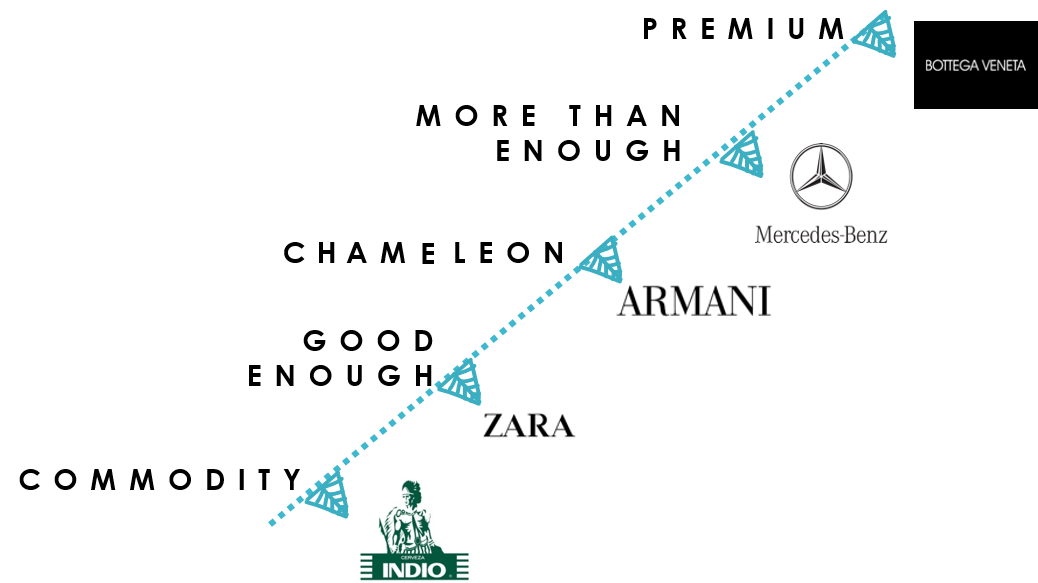 PREMIUM
BOTTEGA VENETA
MORE THAN
ENOUGH
Mercedes-Benz
CHAMELEON
ARMANI
GOOD
ENOUGH
ZARA
COMMODITY
CERVEZA
INDIO